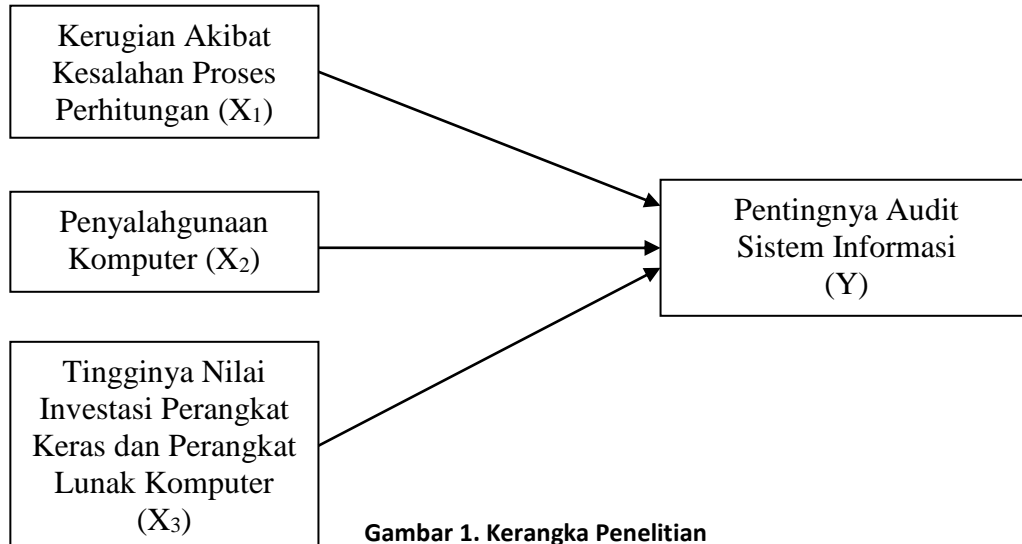 Kerugian Akibat
Kesalahan Proses
Perhitungan (X₁)
Penyalahgunaan
Komputer (X₂)
Tingginya Nilai
Investasi Perangkat
Keras dan Perangkat
Lunak Komputer
(X₃)
Pentingnya Audit
Sistem Informasi
(Y)
Gambar 1. Kerangka Penelitian